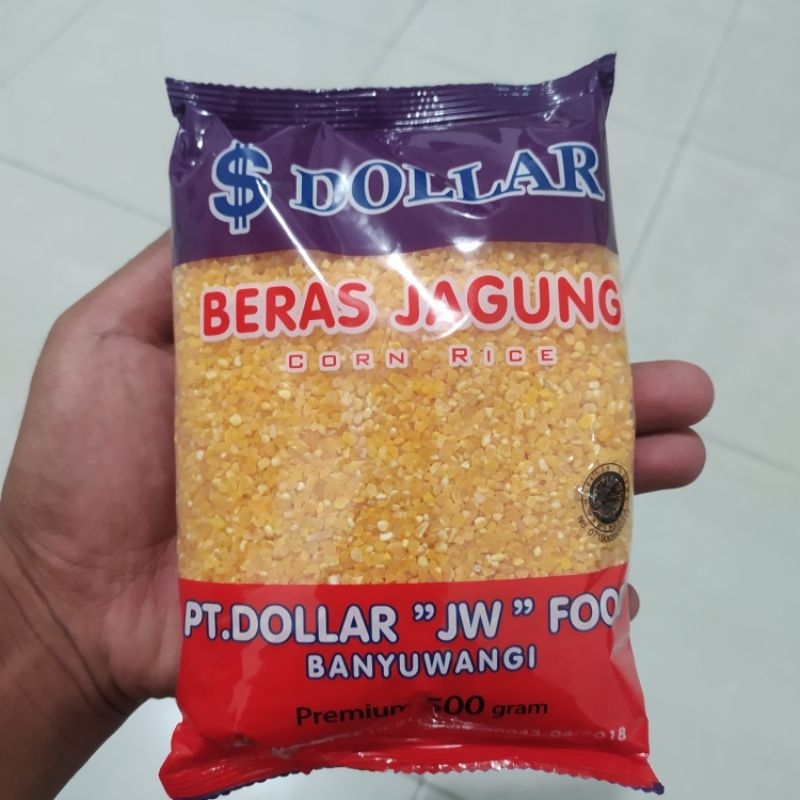 $ DOLLAR
BERAS JAGUNG
CORN RICE
PT.DOLLAR ”JW” FOO
BANYUWANGI
Premium 500 gram